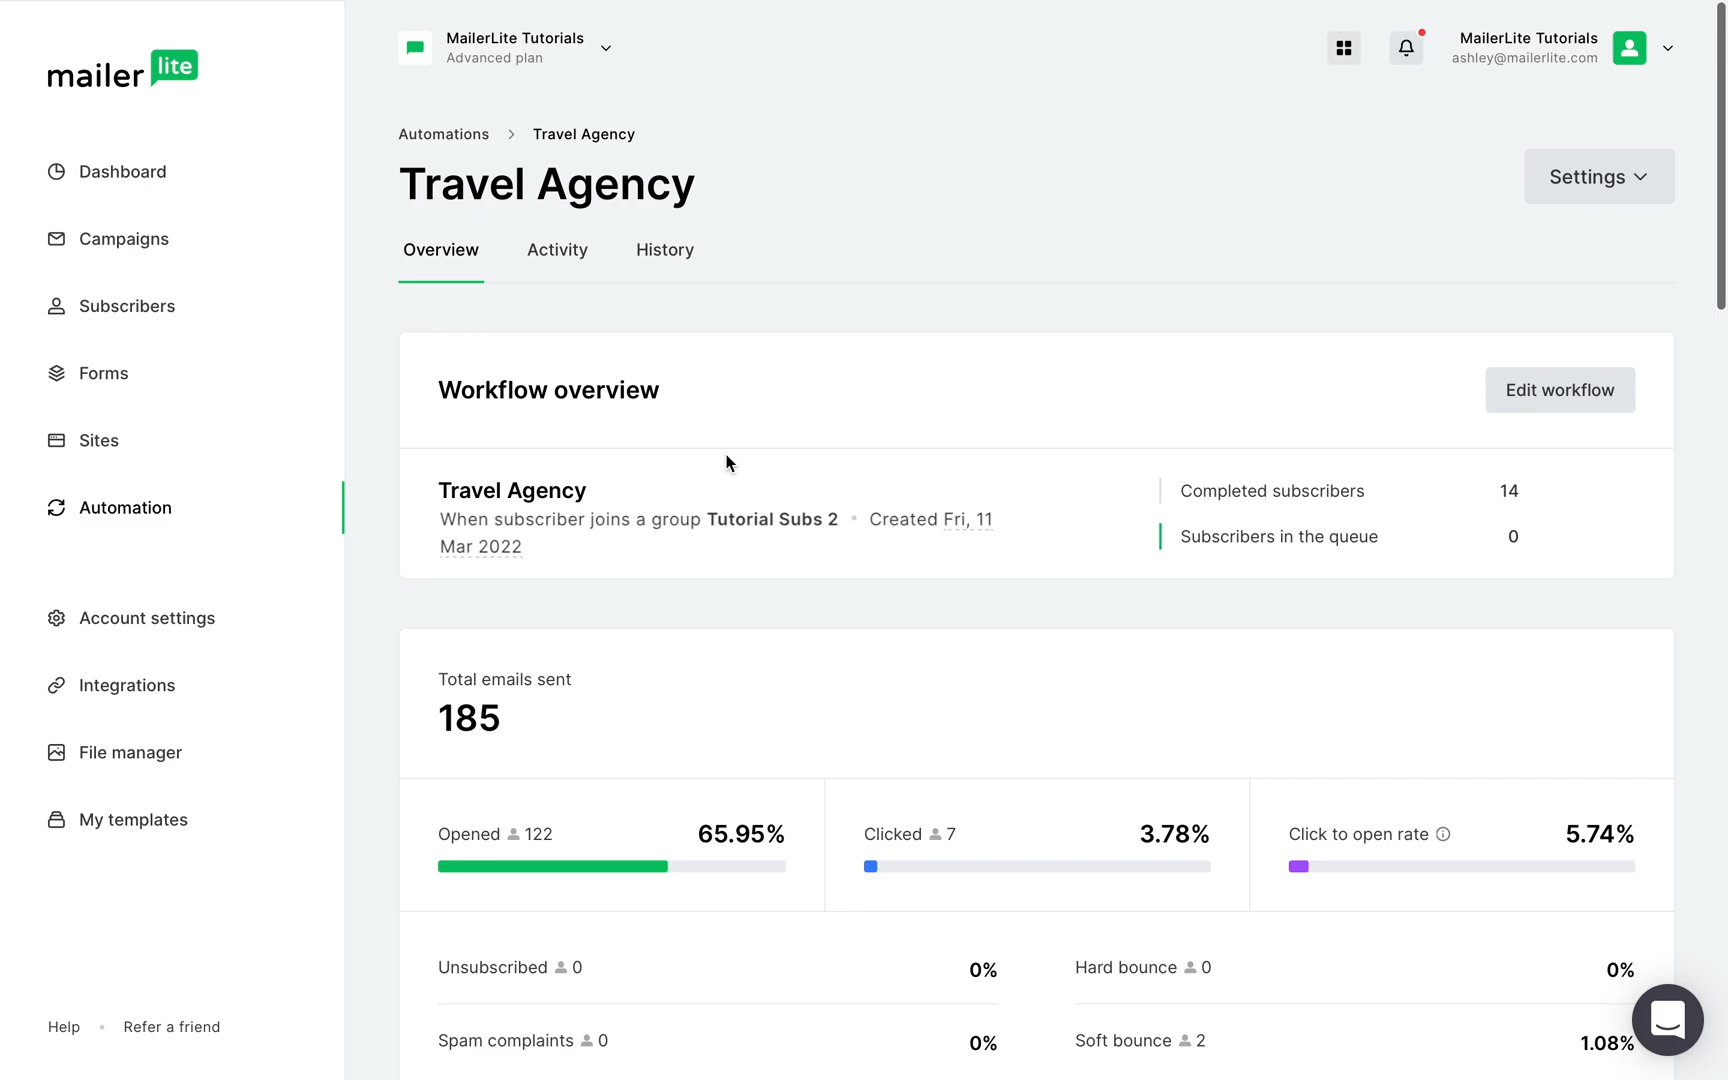 mailer lite
MailerLite Tutorials
Advanced plan
MailerLite Tutorials
ashley@mailerlite.com
Dashboard
Campaigns
Subscribers
Forms
Sites
Automation
Account settings
Integrations
File manager
My templates
Help • Refer a friend
Automations > Travel Agency
Travel Agency
Settings
Overview Activity History
Workflow overview
Edit workflow
Travel Agency
When subscriber joins a group Tutorial Subs 2 • Created Fri, 11
Mar 2022
Completed subscribers 14
Subscribers in the queue 0
Total emails sent
185
Opened 122 65.95%
Clicked 7 3.78%
Click to open rate 5.74%
Unsubscribed 0 0%
Hard bounce 0 0%
Spam complaints 0 0%
Soft bounce 2 1.08%